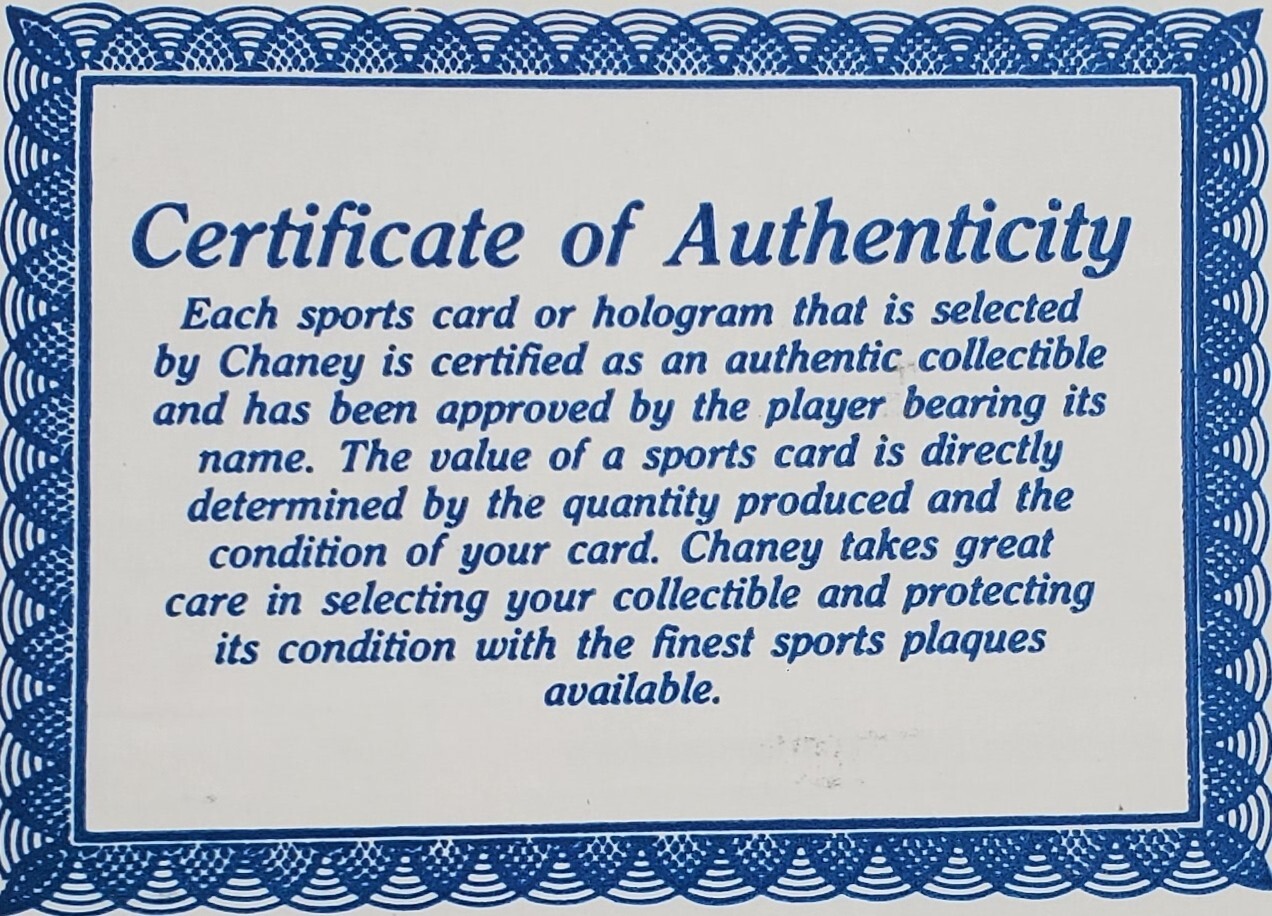 Certificate of Authenticity
Each sports card or hologram that is selected
by Chaney is certified as an authentic collectible
and has been approved by the player bearing its
name. The value of a sports card is directly
determined by the quantity produced and the
condition of your card. Chaney takes great
care in selecting your collectible and protecting
its condition with the finest sports plaques
available.